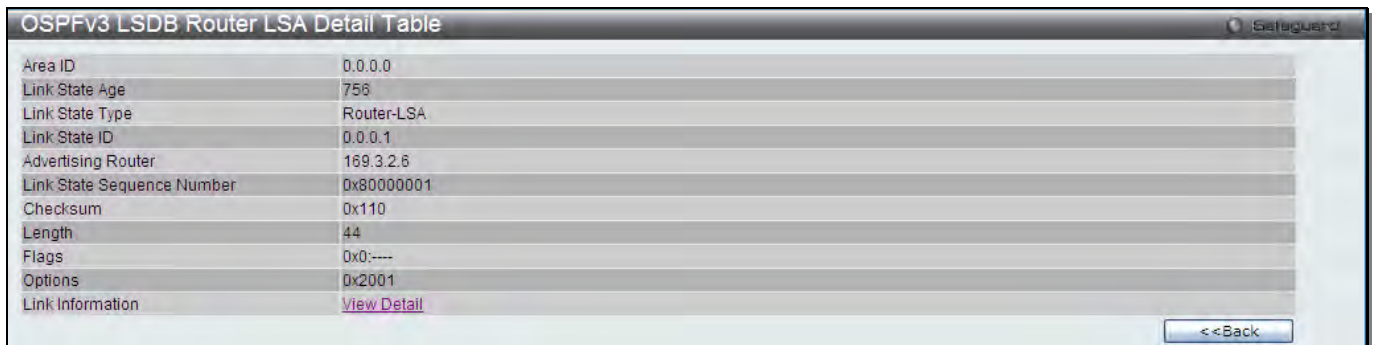 OSPFv3 LSDB Router LSA Detail Table
Safeguard
Area ID 0.0.0.0
Link State Age 756
Link State Type Router-LSA
Link State ID 0.0.0.1
Advertising Router 169.3.2.6
Link State Sequence Number 0x80000001
Checksum 0x110
Length 44
Flags 0x0:----
Options 0x2001
Link Information View Detail
<<Back